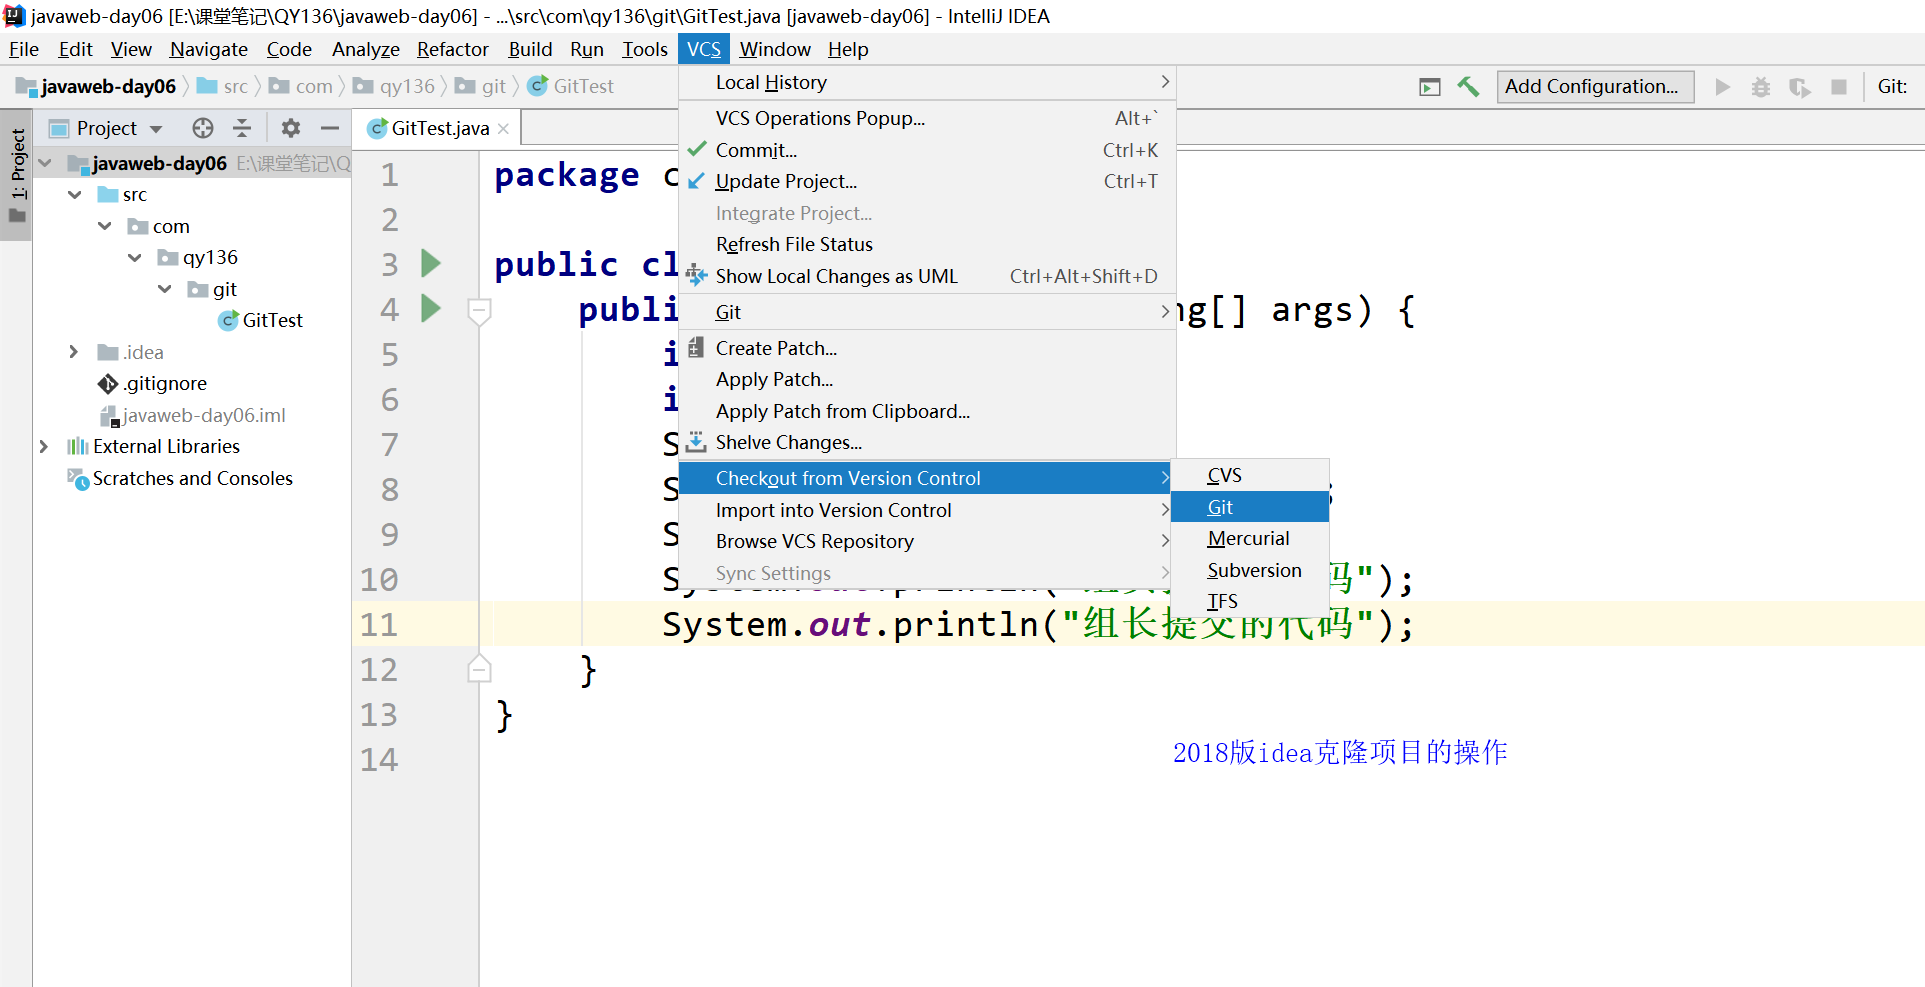 javaweb-day06 [E:\课堂笔记\QY136\javaweb-day06] - ...\src\com\qy136\git\GitTest.java [javaweb-day06] - IntelliJ IDEA
File Edit View Navigate Code Analyze Refactor Build Run Tools VCS Window Help
javaweb-day06 src com qy136 git GitTest
Add Configuration... Git:
1: Project
Project
GitTest.java
javaweb-day06 E:\课堂笔记\Q
src
com
qy136
git
GitTest
.idea
.gitignore
javaweb-day06.iml
External Libraries
Scratches and Consoles
Local History
VCS Operations Popup... Alt+`
Commit... Ctrl+K
Update Project... Ctrl+T
Integrate Project...
Refresh File Status
Show Local Changes as UML Ctrl+Alt+Shift+D
Git
Create Patch...
Apply Patch...
Apply Patch from Clipboard...
Shelve Changes...
Checkout from Version Control
Import into Version Control
Browse VCS Repository
Sync Settings
CVS
Git
Mercurial
Subversion
TFS
1 package c
2
3 public cl
4 publi ng[] args) {
5 i
6 i
7 S
8 S ;
9 S
10 S 码");
11 System.out.println("组长提交的代码");
12 }
13 }
14
2018版idea克隆项目的操作